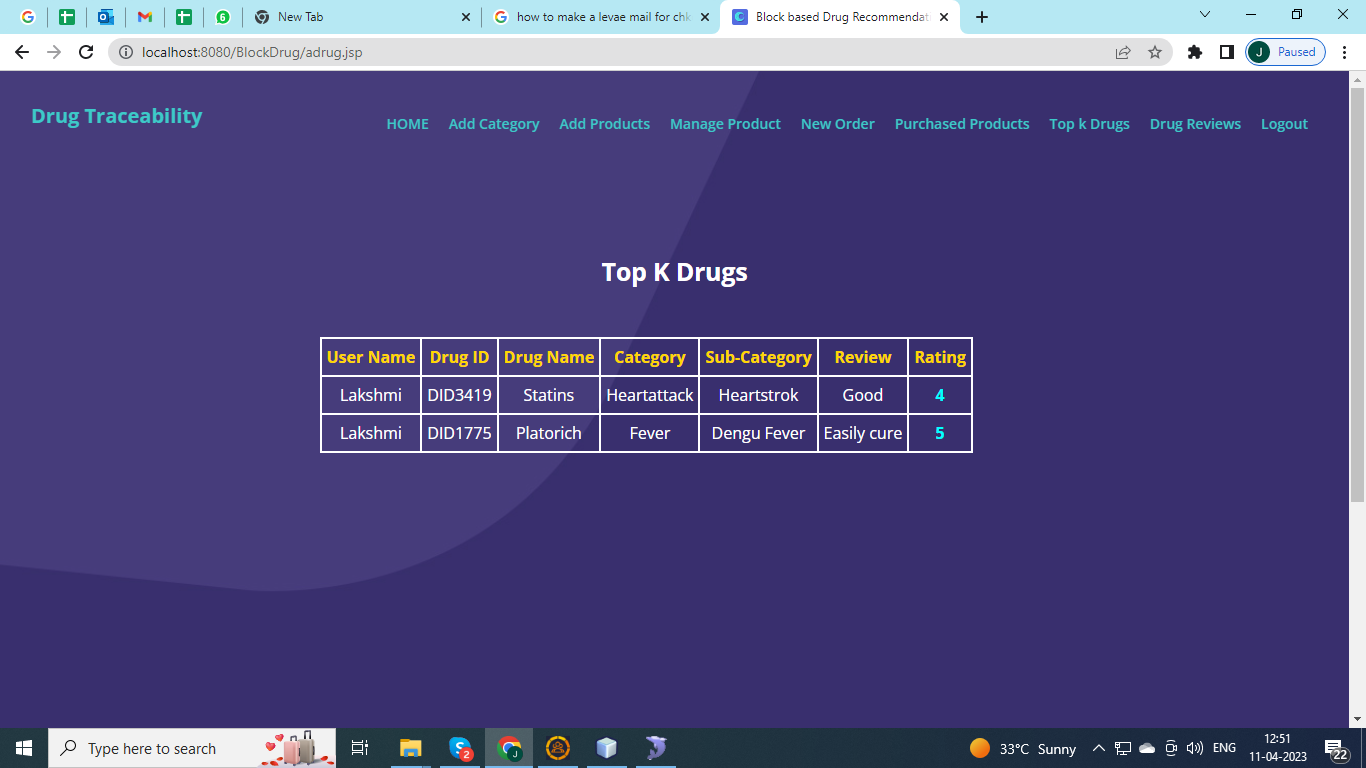 6
New Tab
how to make a levae mail for chk
Block based Drug Recommendat
localhost:8080/BlockDrug/adrug.jsp
J
Paused
Drug Traceability
HOME Add Category Add Products Manage Product New Order Purchased Products Top k Drugs Drug Reviews Logout
Top K Drugs
User Name Drug ID Drug Name Category Sub-Category Review Rating
Lakshmi DID3419 Statins Heartattack Heartstrok Good 4
Lakshmi DID1775 Platorich Fever Dengu Fever Easily cure 5
Type here to search
2
J
33°C Sunny
ENG
12:51
11-04-2023
22